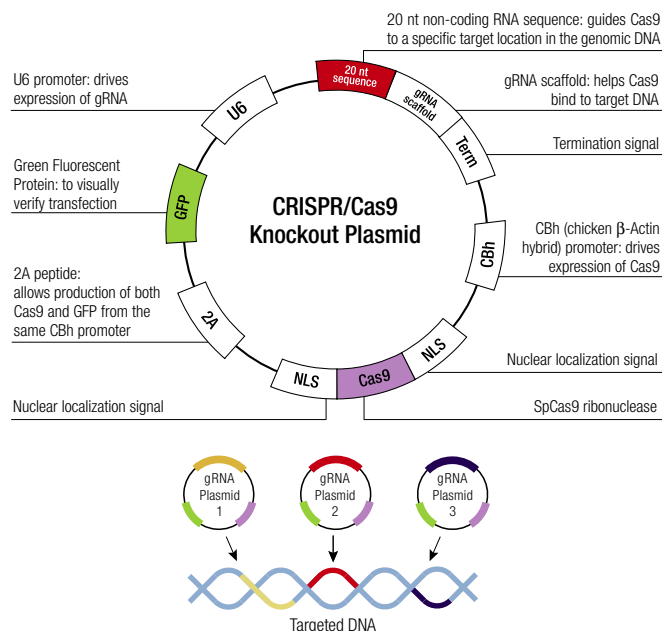 20 nt non-coding RNA sequence: guides Cas9
to a specific target location in the genomic DNA
U6 promoter: drives
expression of gRNA
20 nt
sequence
gRNA
scaffold
gRNA scaffold: helps Cas9
bind to target DNA
U6
Term
Termination signal
Green Fluorescent
Protein: to visually
verify transfection
GFP
CRISPR/Cas9
Knockout Plasmid
CBh
CBh (chicken β-Actin
hybrid) promoter: drives
expression of Cas9
2A peptide:
allows production of both
Cas9 and GFP from the
same CBh promoter
2A
NLS
Cas9
NLS
Nuclear localization signal
Nuclear localization signal
SpCas9 ribonuclease
gRNA
Plasmid
1
gRNA
Plasmid
2
gRNA
Plasmid
3
Targeted DNA